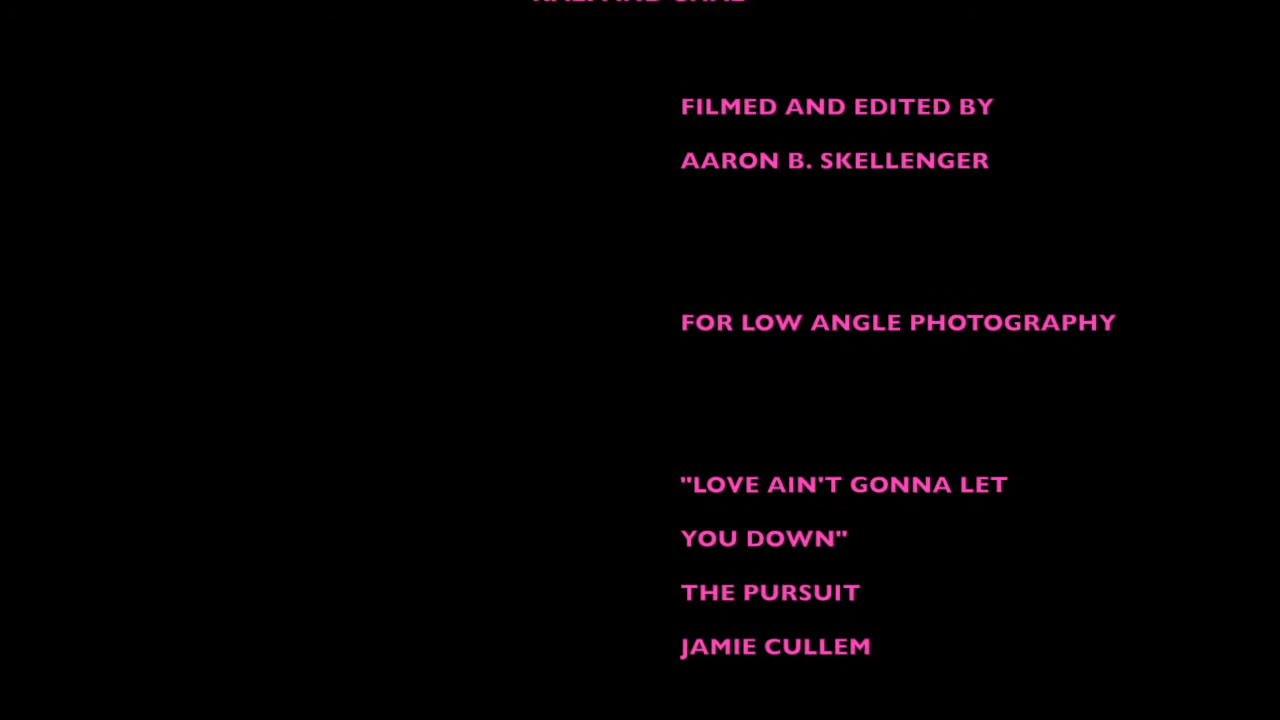 FILMED AND EDITED BY
AARON B. SKELLENGER
FOR LOW ANGLE PHOTOGRAPHY
"LOVE AIN'T GONNA LET
YOU DOWN"
THE PURSUIT
JAMIE CULLEM